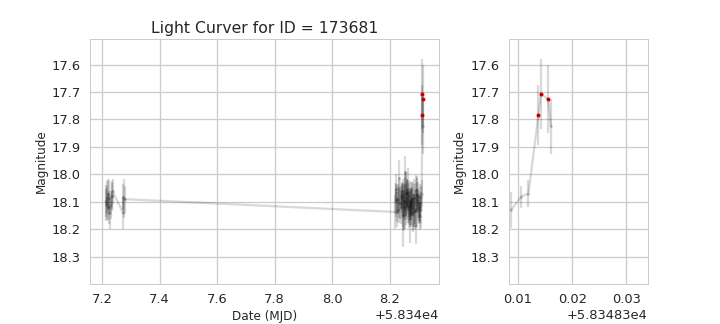 Light Curver for ID = 173681
17.6
17.7
17.8
17.9
18.0
18.1
18.2
18.3
Magnitude
7.2 7.4 7.6 7.8 8.0 8.2
Date (MJD)
+5.834e4
17.6
17.7
17.8
17.9
18.0
18.1
18.2
18.3
Magnitude
0.01 0.02 0.03
+5.83483e4